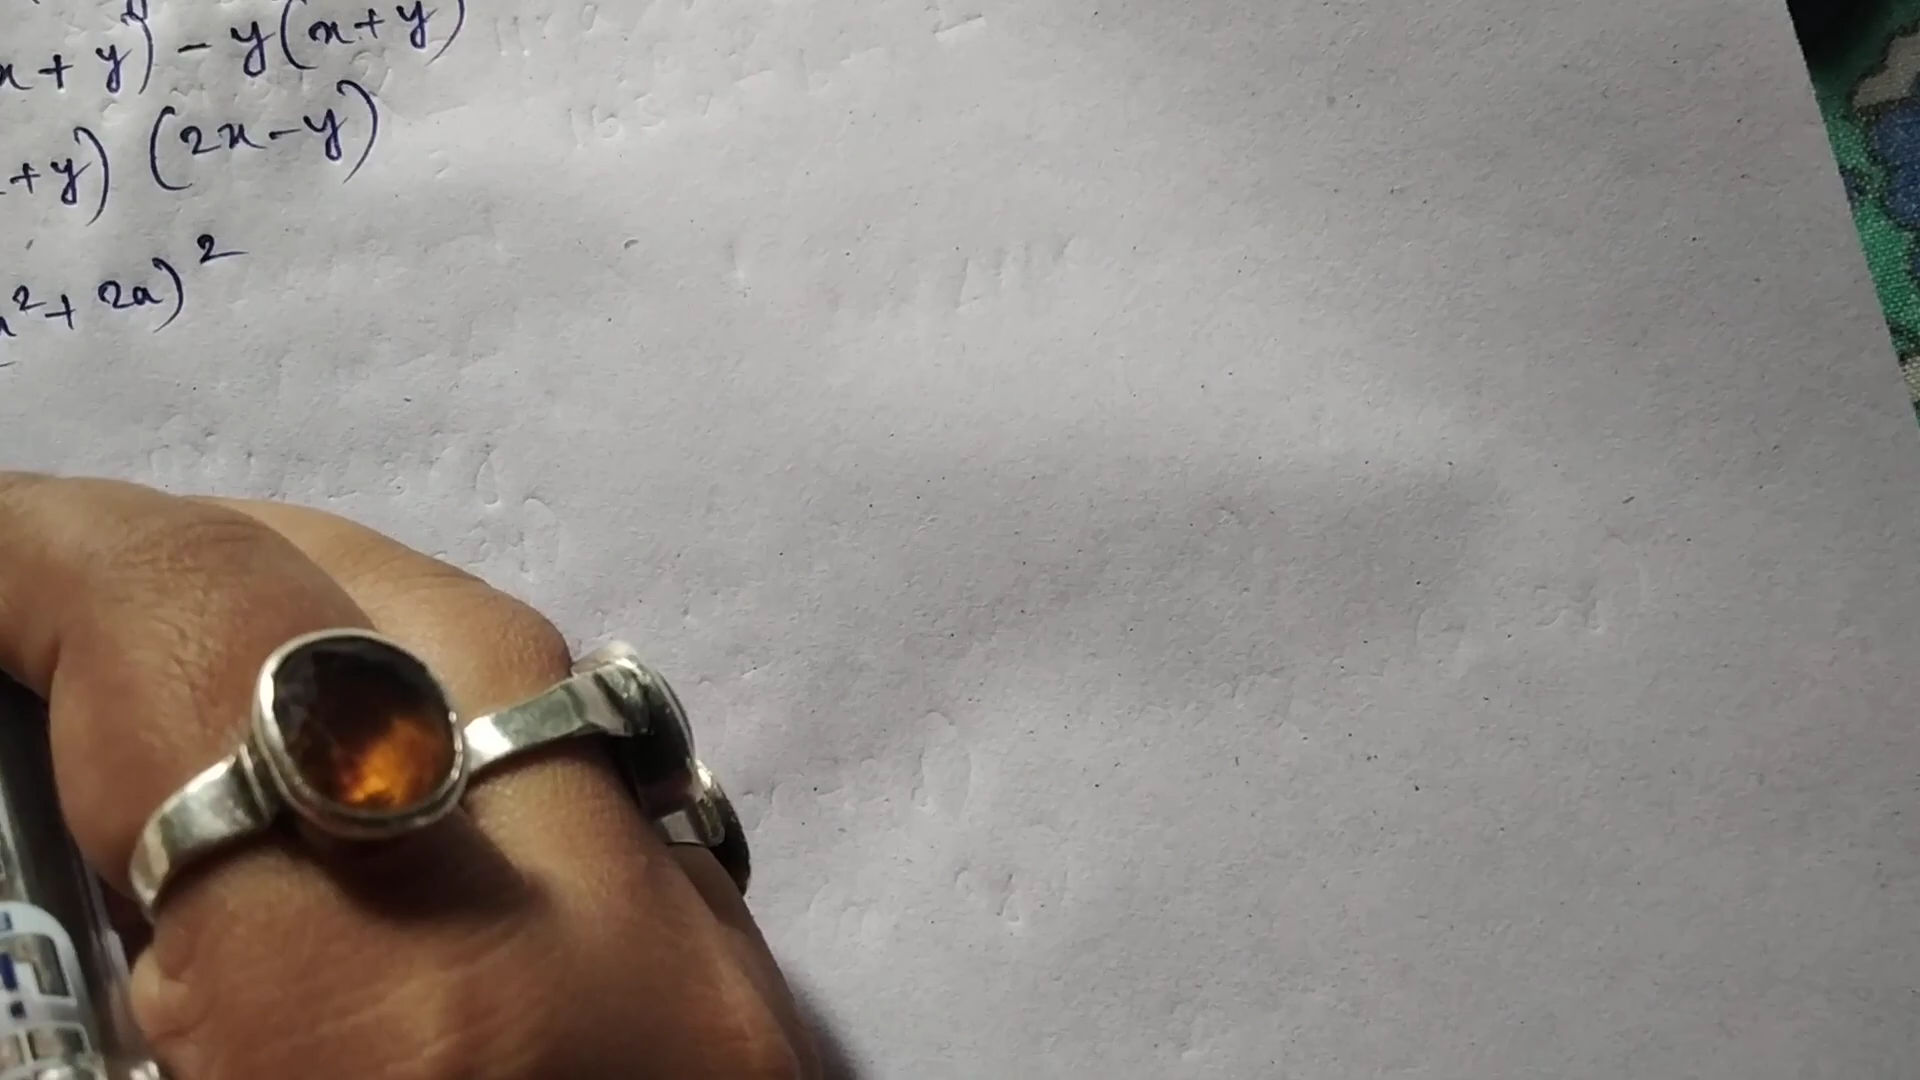 x + y) - y(x+y)
+y) (2x-y)
2 + 2a)2